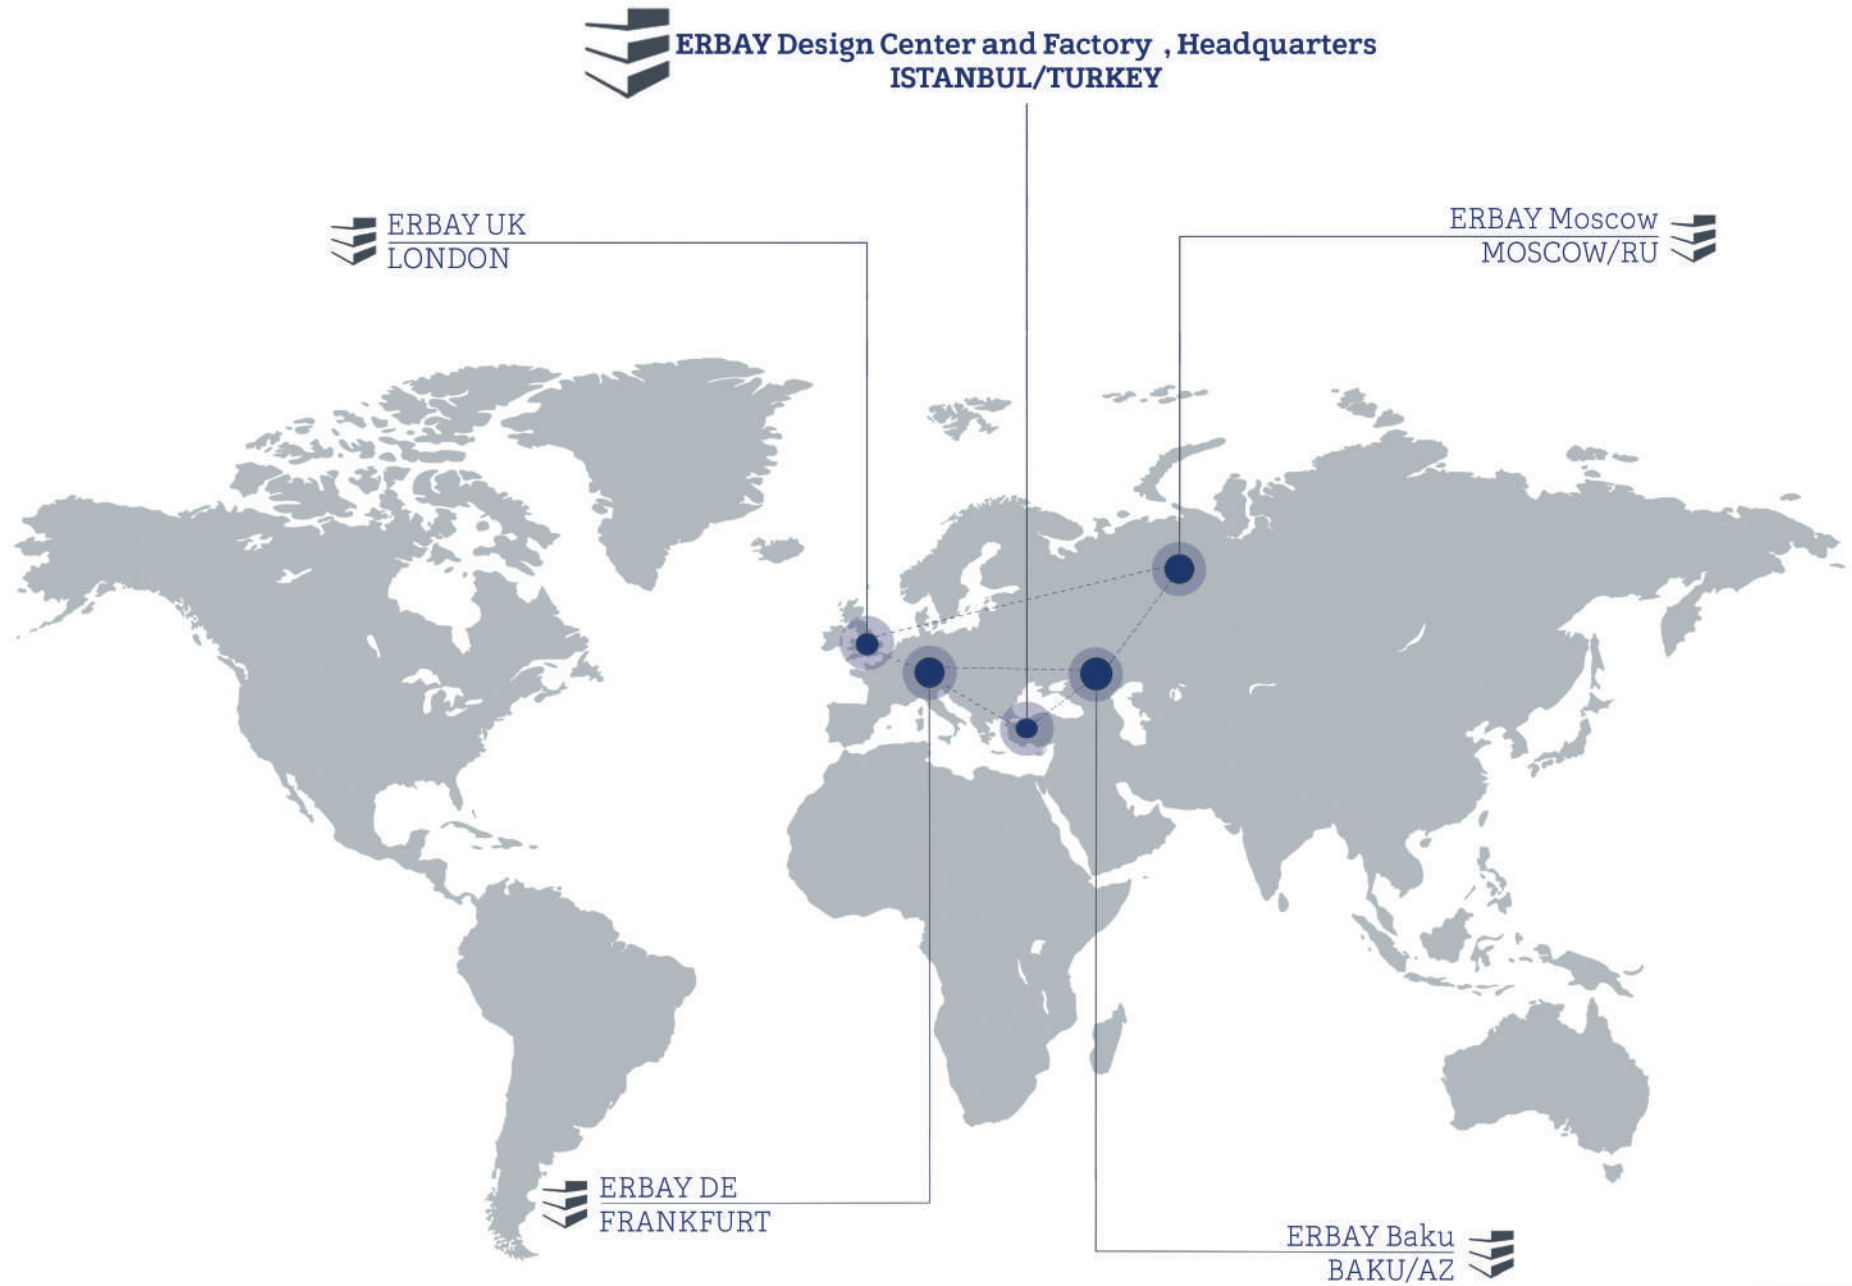 ERBAY Design Center and Factory , Headquarters
ISTANBUL/TURKEY
ERBAY UK
LONDON
ERBAY Moscow
MOSCOW/RU
ERBAY DE
FRANKFURT
ERBAY Baku
BAKU/AZ